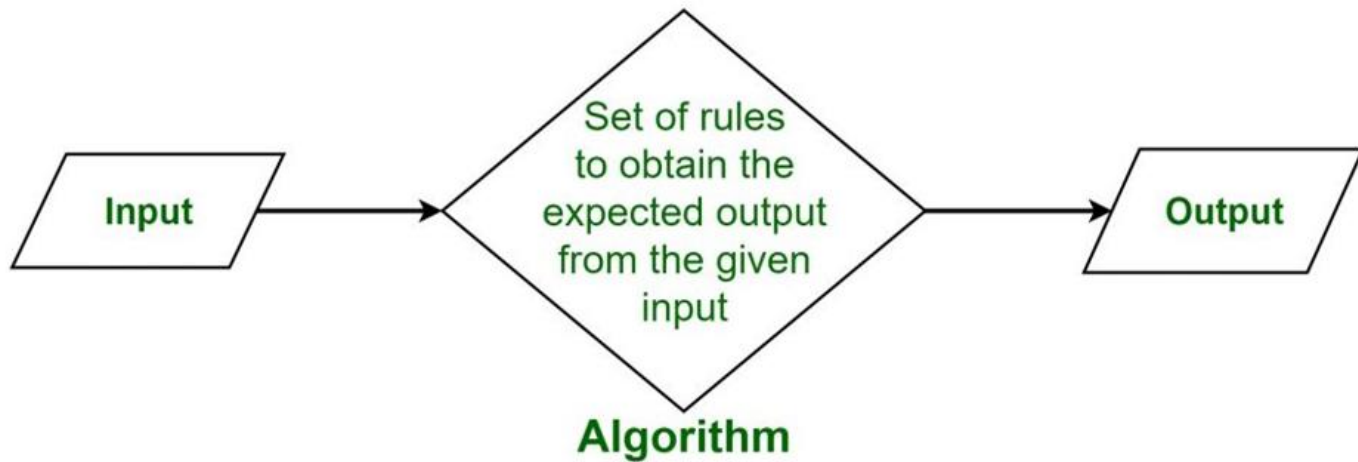 Input
Set of rules
to obtain the
expected output
from the given
input
Output
Algorithm